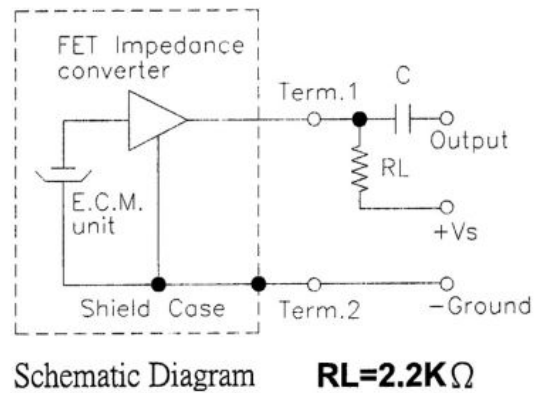 FET Impedance
converter
Term.1
C
Output
RL
+Vs
E.C.M.
unit
Shield Case
Term.2
-Ground
Schematic Diagram
RL=2.2KΩ